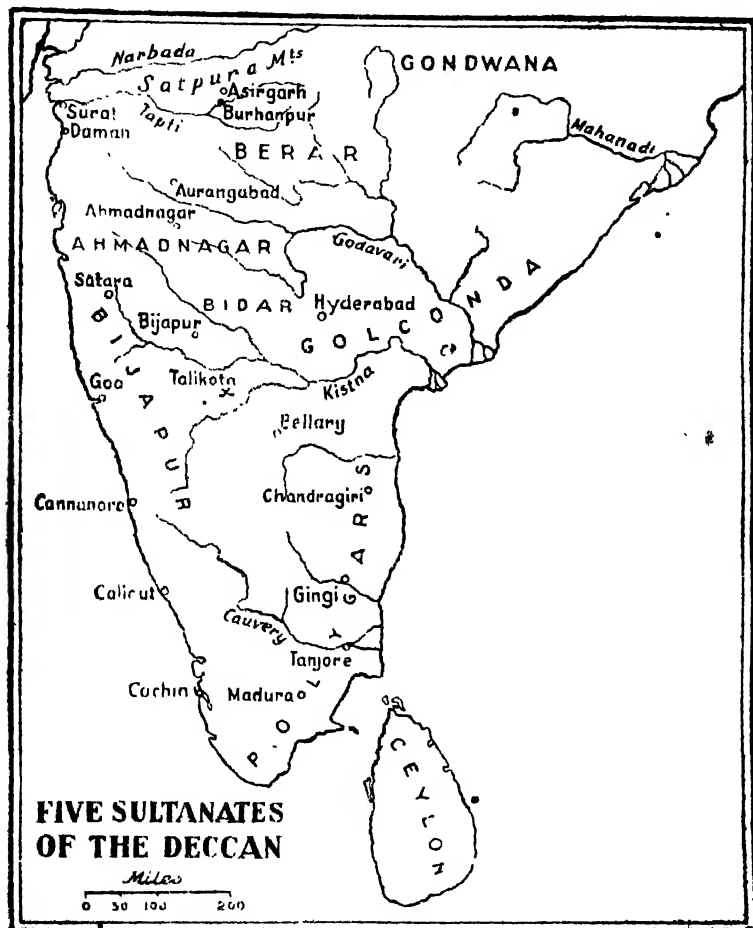 Narbada
Satpura Mts
GONDWANA
Asirgarh
Surat
Tapti
Burhanpur
Daman
Mahanadi
BERAR
Aurangabad
Ahmadnagar
AHMADNAGAR
Godavari
Satara
BIDAR
Hyderabad
BIJAPUR
Bijapur
GOLCONDA
Goa
Talikota
X
Kistna
Bellary
Chandragiri
Cannanore
POLYGARS
Gingi
Calicut
Cauvery
Tanjore
Cochin
Madura
CEYLON
FIVE SULTANATES
OF THE DECCAN
Miles
0 50 100 200